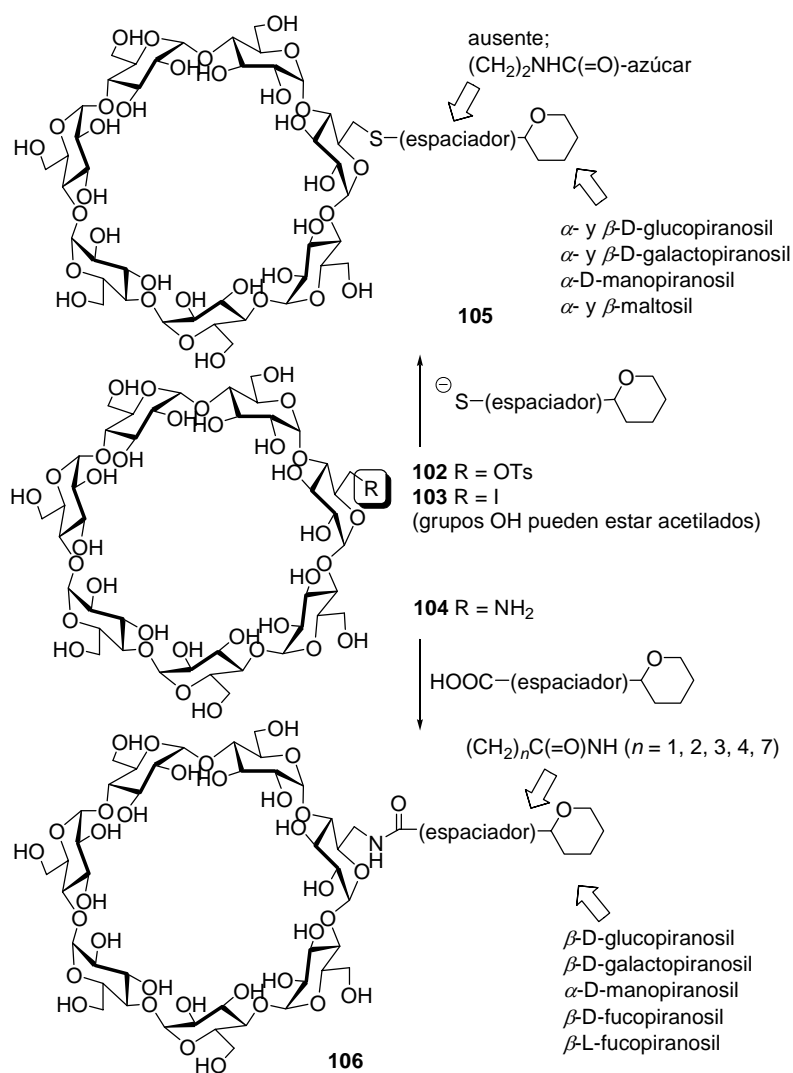 ausente;
(CH2)2NHC(=O)-azúcar
S–(espaciador)
α- y β-D-glucopiranosil
α- y β-D-galactopiranosil
α-D-manopiranosil
α- y β-maltosil
105
⊖S–(espaciador)
102 R = OTs
103 R = I
(grupos OH pueden estar acetilados)
R
104 R = NH2
HOOC–(espaciador)
(CH2)nC(=O)NH (n = 1, 2, 3, 4, 7)
(espaciador)
β-D-glucopiranosil
β-D-galactopiranosil
α-D-manopiranosil
β-D-fucopiranosil
β-L-fucopiranosil
106